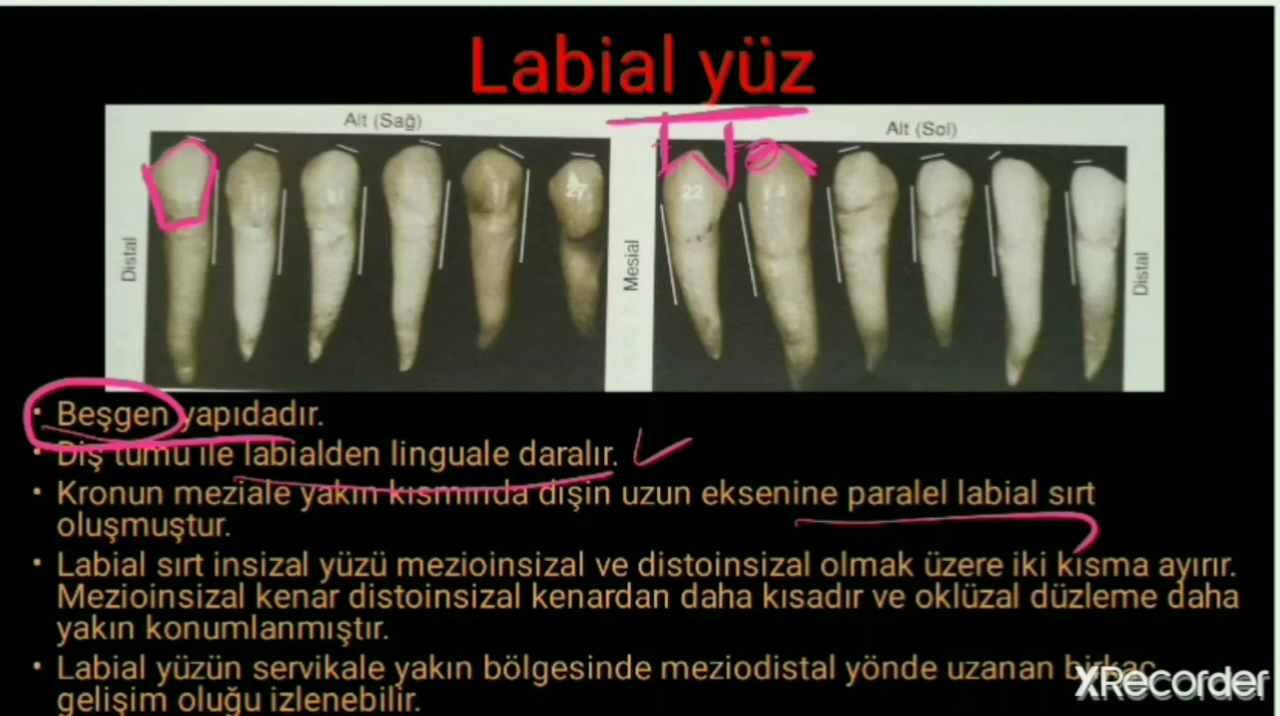 Labial yüz
Alt (Sağ)
Alt (Sol)
Distal
Mesial
Distal
27
22
• Beşgen yapıdadır.
• Diş tümü ile labialden linguale daralır.
• Kronun meziale yakın kısmında dişin uzun eksenine paralel labial sırt
oluşmuştur.
• Labial sırt insizal yüzü mezioinsizal ve distoinsizal olmak üzere iki kısma ayırır.
Mezioinsizal kenar distoinsizal kenardan daha kısadır ve oklüzal düzleme daha
yakın konumlanmıştır.
• Labial yüzün servikale yakın bölgesinde meziodistal yönde uzanan birkaç
gelişim oluğu izlenebilir.
XRecorder